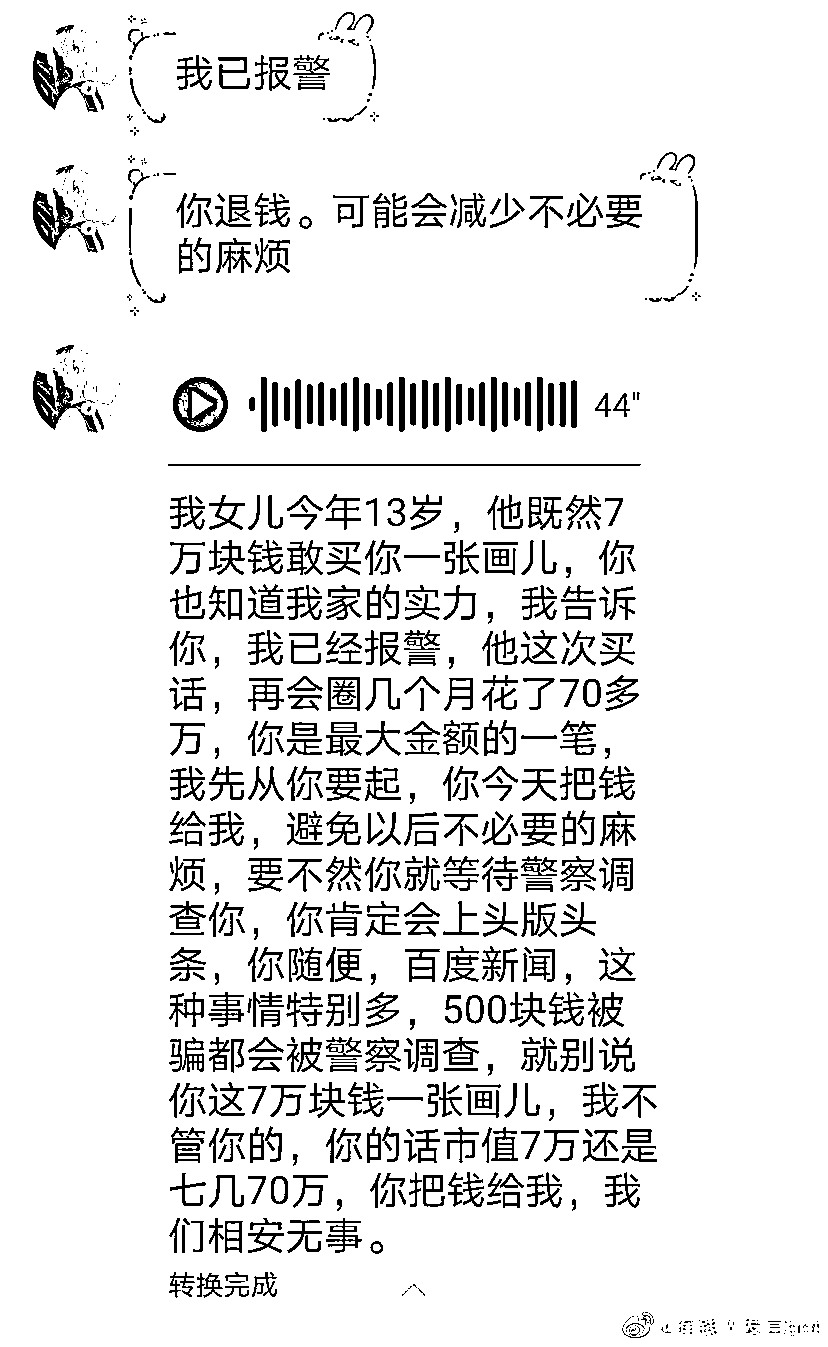 我已报警
你退钱。可能会减少不必要
的麻烦
44"
我女儿今年13岁，他既然7
万块钱敢买你一张画儿，你
也知道我家的实力，我告诉
你，我已经报警，他这次买
话，再会圈几个月花了70多
万，你是最大金额的一笔，
我先从你要起，你今天把钱
给我，避免以后不必要的麻
烦，要不然你就等待警察调
查你，你肯定会上头版头
条，你随便，百度新闻，这
种事情特别多，500块钱被
骗都会被警察调查，就别说
你这7万块钱一张画儿，我不
管你的，你的话市值7万还是
七几70万，你把钱给我，我
们相安无事。
转换完成